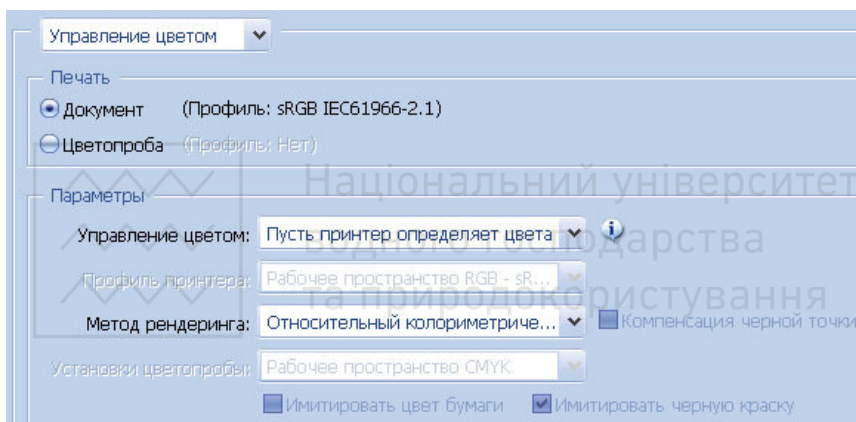 Управление цветом
Печать
Документ (Профиль: sRGB IEC61966-2.1)
Цветопроба (Профиль: Нет)
Національний університет
Параметры
Управление цветом: Пусть принтер определяет цвета
водного господарства
Профиль принтера: Рабочее пространство RGB - sR...
та природокористування
Метод рендеринга: Относительный колориметриче... Компенсация черной точки
Установки цветопробы: Рабочее пространство CMYK
Имитировать цвет бумаги Имитировать черную краску